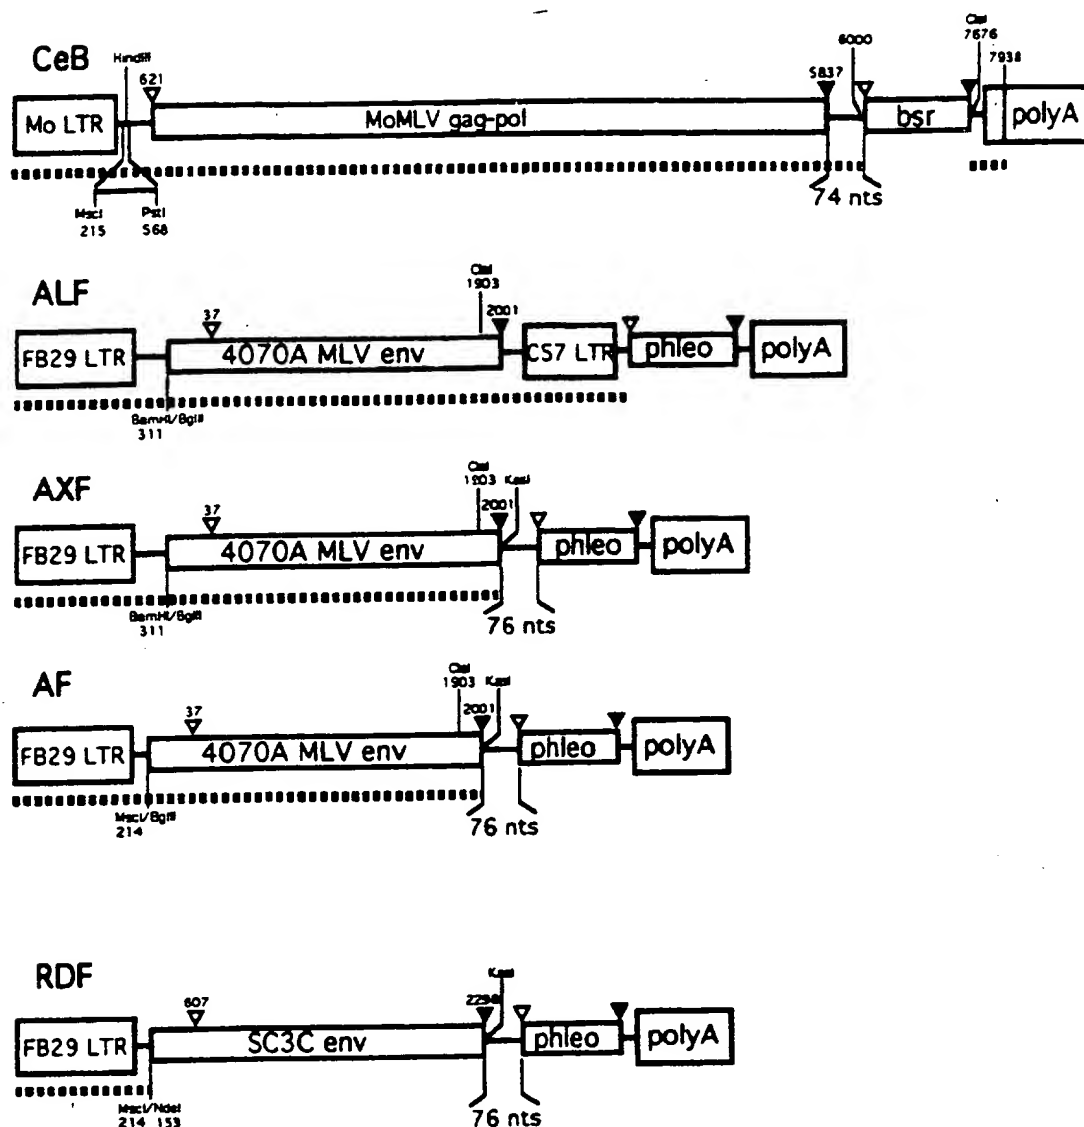 CeB
HindIII
621
5837
6000
ClaI
7676
7938
Mo LTR
MoMLV gag-pol
bsr
polyA
MscI
215
PstI
568
74 nts
ALF
37
ClaI
1903
2001
FB29 LTR
4070A MLV env
CS7 LTR
phleo
polyA
BamHI/BglII
311
AXF
37
ClaI
1903 KasI
2001
FB29 LTR
4070A MLV env
phleo
polyA
BamHI/BglII
311
76 nts
AF
37
ClaI
1903 KasI
2001
FB29 LTR
4070A MLV env
phleo
polyA
MscI/BglII
214
76 nts
RDF
607
2298
KasI
FB29 LTR
SC3C env
phleo
polyA
MscI/NdeI
214 153
76 nts